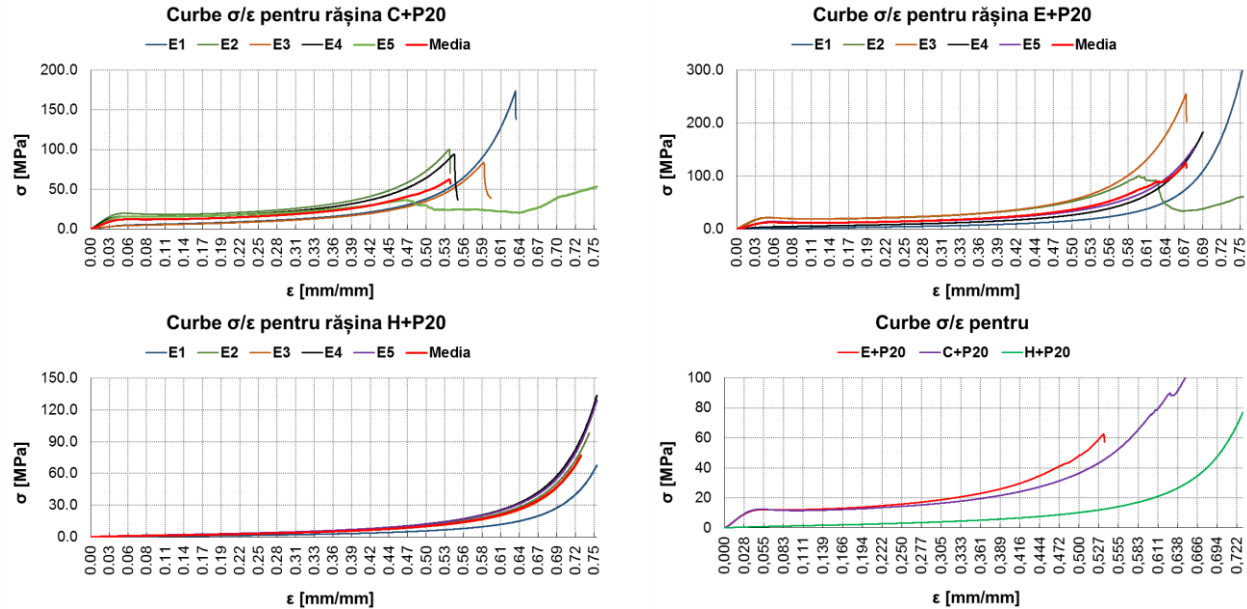 Curbe σ/ε pentru rășina C+P20
E1 E2 E3 E4 E5 Media
200.0
150.0
100.0
50.0
0.0
σ [MPa]
0.00 0.03 0.06 0.08 0.11 0.14 0.17 0.19 0.22 0.25 0.28 0.31 0.33 0.36 0.39 0.42 0.44 0.47 0.50 0.53 0.56 0.58 0.61 0.64 0.67 0.69 0.72 0.75
ε [mm/mm]
Curbe σ/ε pentru rășina E+P20
E1 E2 E3 E4 E5 Media
300.0
200.0
100.0
0.0
σ [MPa]
0.00 0.03 0.06 0.08 0.11 0.14 0.17 0.19 0.22 0.25 0.28 0.31 0.33 0.36 0.39 0.42 0.44 0.47 0.50 0.53 0.56 0.58 0.61 0.64 0.67 0.69 0.72 0.75
ε [mm/mm]
Curbe σ/ε pentru rășina H+P20
E1 E2 E3 E4 E5 Media
150.0
120.0
90.0
60.0
30.0
0.0
σ [MPa]
0.00 0.03 0.06 0.08 0.11 0.14 0.17 0.19 0.22 0.25 0.28 0.31 0.33 0.36 0.39 0.42 0.44 0.47 0.50 0.53 0.56 0.58 0.61 0.64 0.67 0.69 0.72 0.75
ε [mm/mm]
Curbe σ/ε pentru
E+P20 C+P20 H+P20
100
80
60
40
20
0
σ [MPa]
0,000 0,028 0,055 0,083 0,111 0,139 0,166 0,194 0,222 0,250 0,277 0,305 0,333 0,361 0,389 0,416 0,444 0,472 0,500 0,527 0,555 0,583 0,611 0,638 0,666 0,694 0,722
ε [mm/mm]